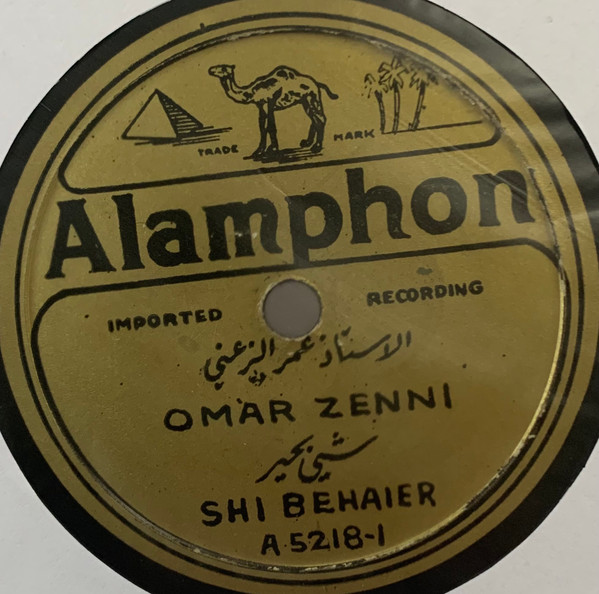 TRADE MARK
Alamphon
IMPORTED RECORDING
الاستاذ عمر الزعني
OMAR ZENNI
شي بحير
SHI BEHAIER
A-5218-1